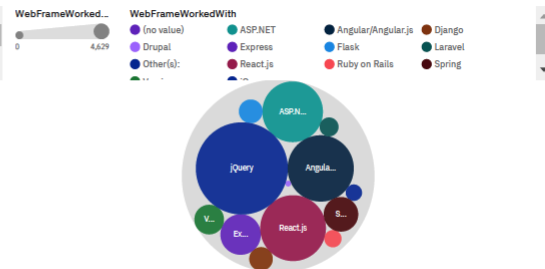 WebFrameWorked...
0
4,629
WebFrameWorkedWith
(no value) ASP.NET Angular/Angular.js Django
Drupal Express Flask Laravel
Other(s): React.js Ruby on Rails Spring
ASP.N...
jQuery
Angula...
V...
Ex...
React.js
S...